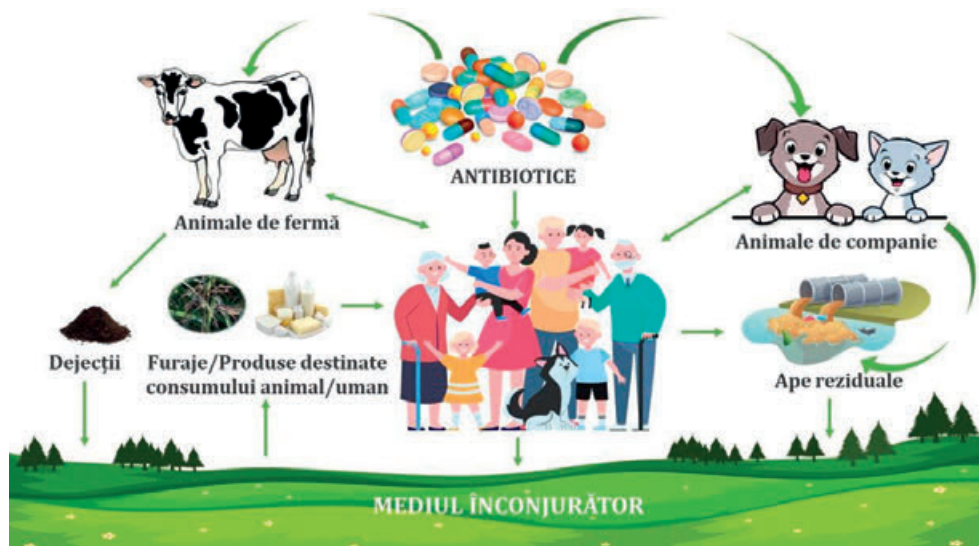 ANTIBIOTICE
Animale de fermă
Animale de companie
Dejecții
Furaje/Produse destinate
consumului animal/uman
Ape reziduale
MEDIUL ÎNCONJURĂTOR